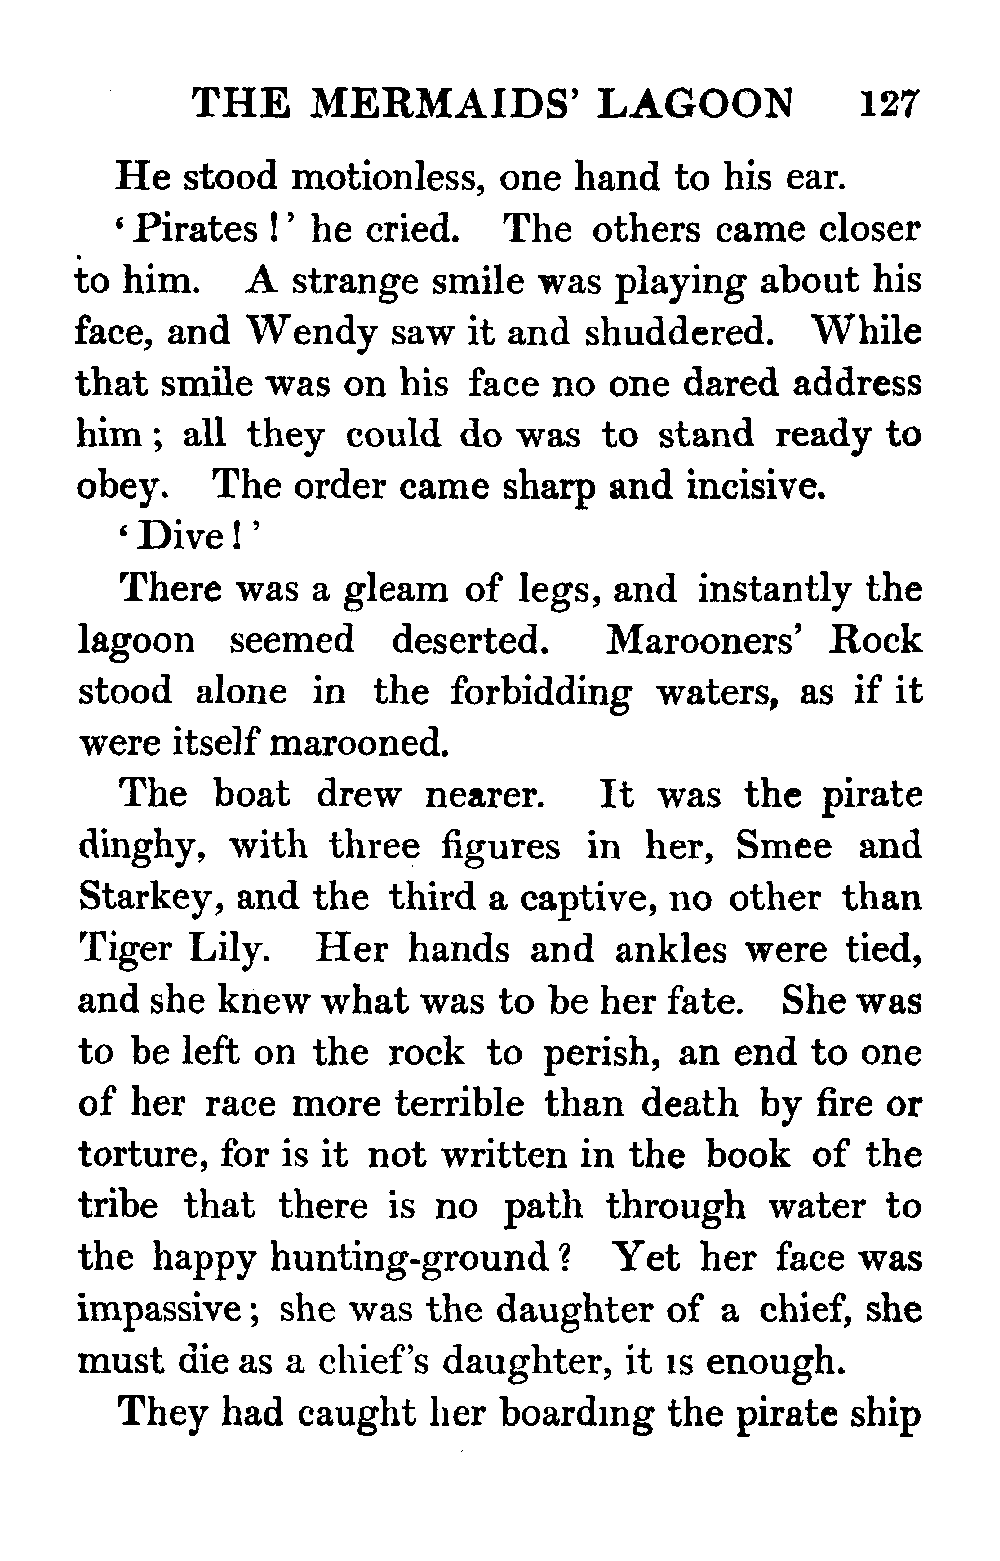 THE MERMAIDS' LAGOON 127
He stood motionless, one hand to his ear.
' Pirates ! ' he cried. The others came closer
to him. A strange smile was playing about his
face, and Wendy saw it and shuddered. While
that smile was on his face no one dared address
him ; all they could do was to stand ready to
obey. The order came sharp and incisive.
' Dive ! '
There was a gleam of legs, and instantly the
lagoon seemed deserted. Marooners' Rock
stood alone in the forbidding waters, as if it
were itself marooned.
The boat drew nearer. It was the pirate
dinghy, with three figures in her, Smee and
Starkey, and the third a captive, no other than
Tiger Lily. Her hands and ankles were tied,
and she knew what was to be her fate. She was
to be left on the rock to perish, an end to one
of her race more terrible than death by fire or
torture, for is it not written in the book of the
tribe that there is no path through water to
the happy hunting-ground ? Yet her face was
impassive ; she was the daughter of a chief, she
must die as a chief's daughter, it is enough.
They had caught her boarding the pirate ship